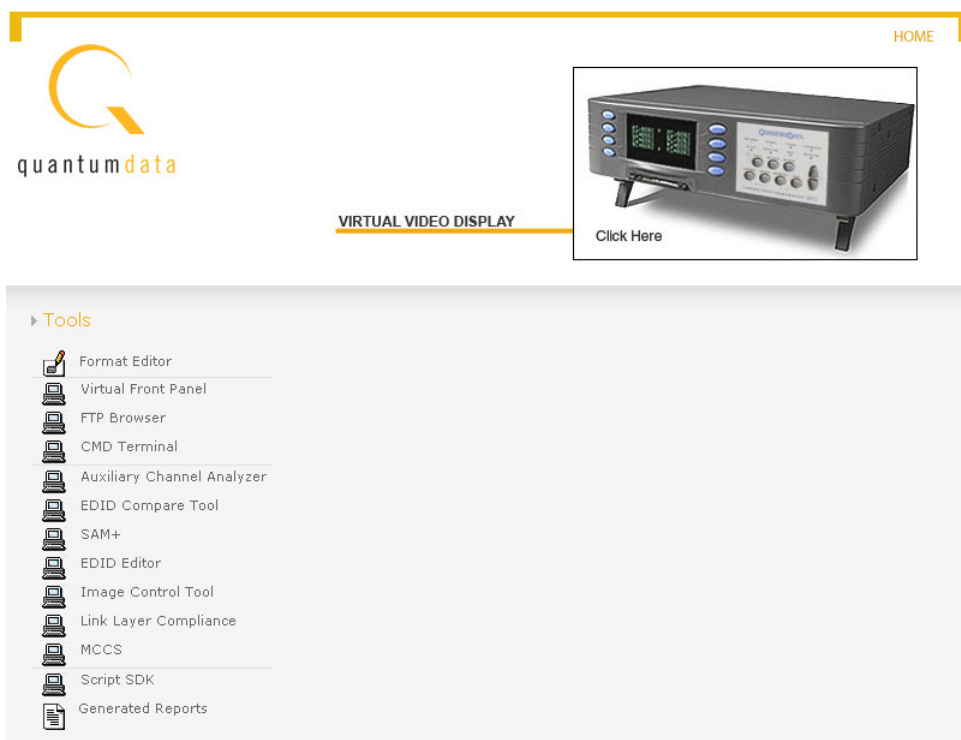 HOME
quantumdata
QUANTUMDATA
VIRTUAL VIDEO DISPLAY
Click Here
Tools
Format Editor
Virtual Front Panel
FTP Browser
CMD Terminal
Auxiliary Channel Analyzer
EDID Compare Tool
SAM+
EDID Editor
Image Control Tool
Link Layer Compliance
MCCS
Script SDK
Generated Reports